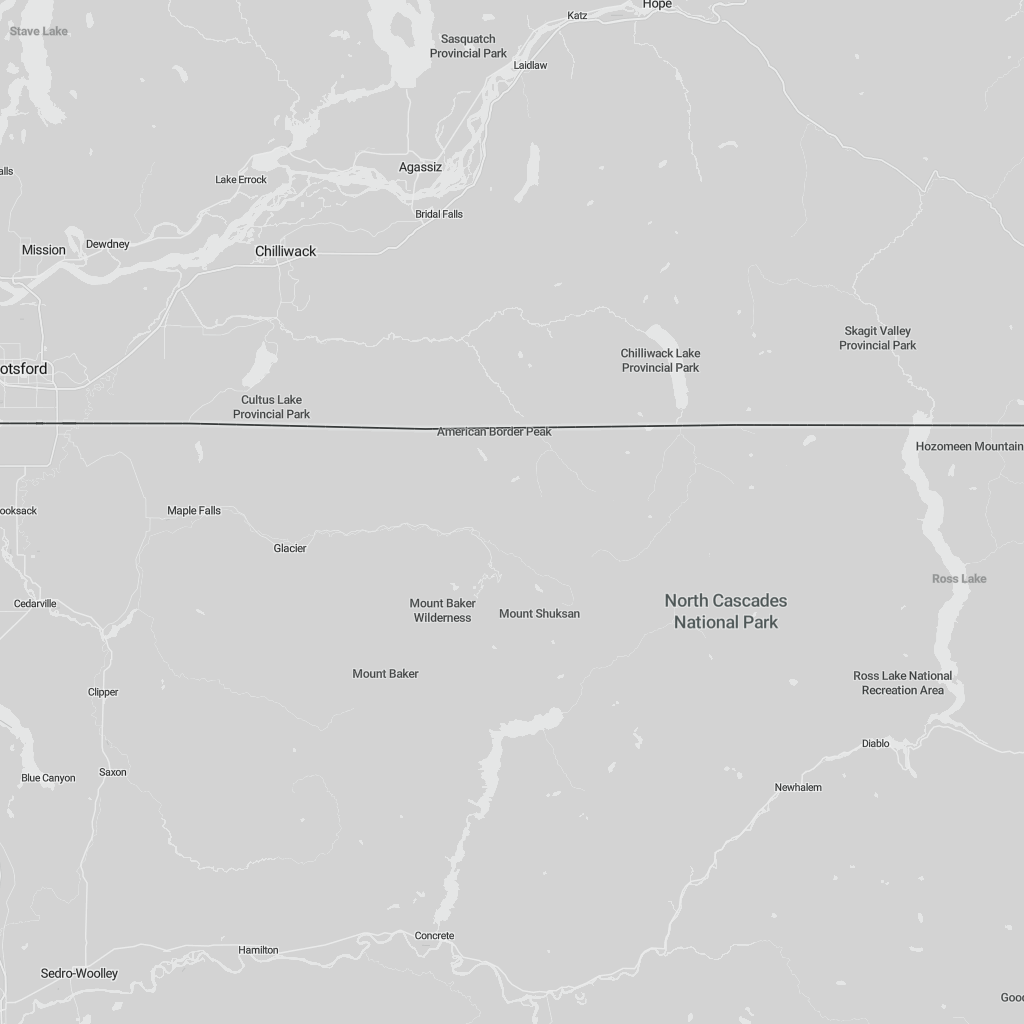 Hope
Katz
Stave Lake
Sasquatch
Provincial Park
Laidlaw
Agassiz
alls
Lake Errock
Bridal Falls
Dewdney
Mission
Chilliwack
Skagit Valley
Provincial Park
Chilliwack Lake
Provincial Park
otsford
Cultus Lake
Provincial Park
American Border Peak
Hozomeen Mountain
ooksack
Maple Falls
Glacier
Ross Lake
Cedarville
Mount Baker
Wilderness
Mount Shuksan
North Cascades
National Park
Mount Baker
Ross Lake National
Recreation Area
Clipper
Diablo
Saxon
Blue Canyon
Newhalem
Concrete
Hamilton
Sedro-Woolley
Good